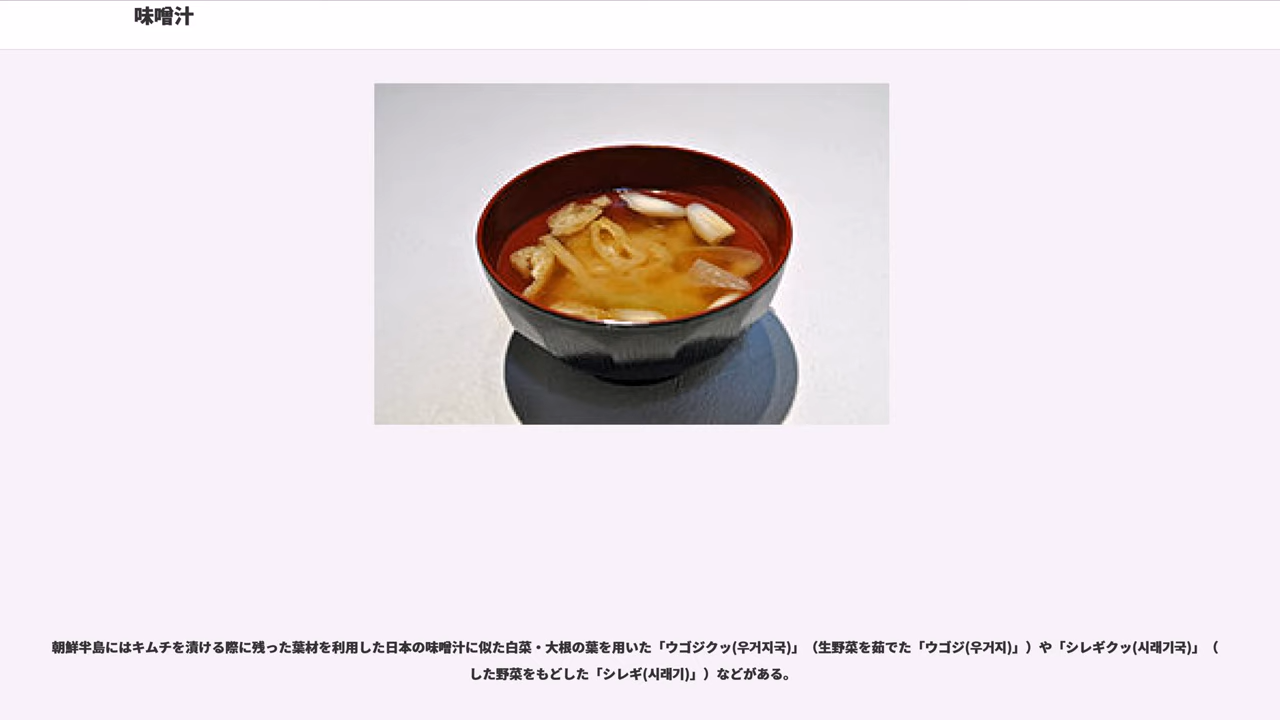 味噌汁
朝鮮半島にはキムチを漬ける際に残った葉材を利用した日本の味噌汁に似た白菜・大根の葉を用いた「ウゴジクッ(우거지국)」（生野菜を茹でた「ウゴジ(우거지)」）や「シレギクッ(시래기국)」（
した野菜をもどした「シレギ(시래기)」）などがある。